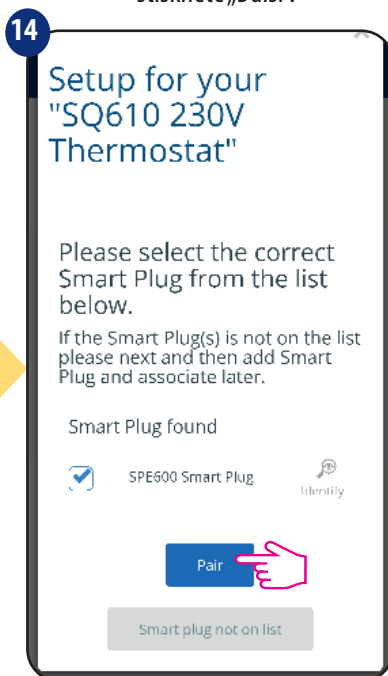 stiskněte „Další“.
14
Setup for your
"SQ610 230V
Thermostat"
Please select the correct
Smart Plug from the list
below.
If the Smart Plug(s) is not on the list
please next and then add Smart
Plug and associate later.
Smart Plug found
SPE600 Smart Plug
Identify
Pair
Smart plug not on list